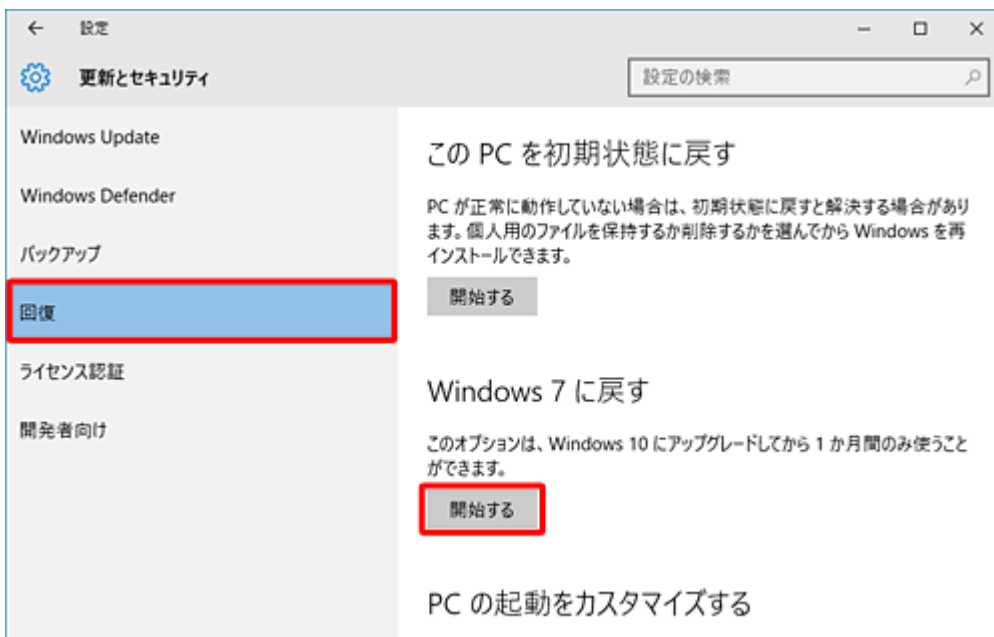 設定
更新とセキュリティ
設定の検索
Windows Update
Windows Defender
バックアップ
回復
ライセンス認証
開発者向け
この PC を初期状態に戻す
PC が正常に動作していない場合は、初期状態に戻すと解決する場合があり
ます。個人用のファイルを保持するか削除するかを選んでから Windows を再
インストールできます。
開始する
Windows 7 に戻す
このオプションは、Windows 10 にアップグレードしてから 1 か月間のみ使うこと
ができます。
開始する
PC の起動をカスタマイズする